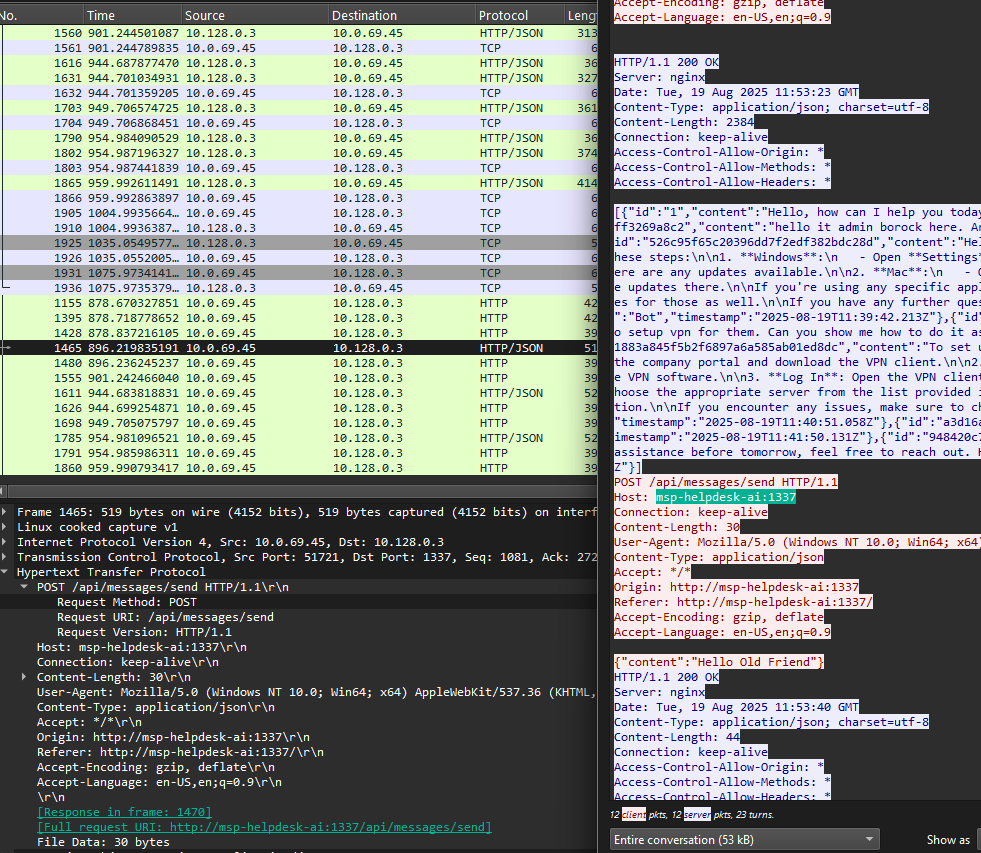 No. Time Source Destination Protocol Leng
1560 901.244501087 10.128.0.3 10.0.69.45 HTTP/JSON 313
1561 901.244789835 10.128.0.3 10.0.69.45 TCP 6
1616 944.687877470 10.128.0.3 10.0.69.45 HTTP/JSON 36
1631 944.701034931 10.128.0.3 10.0.69.45 HTTP/JSON 327
1632 944.701359205 10.128.0.3 10.0.69.45 TCP 6
1703 949.706574725 10.128.0.3 10.0.69.45 HTTP/JSON 361
1704 949.706868451 10.128.0.3 10.0.69.45 TCP 6
1790 954.984090529 10.128.0.3 10.0.69.45 HTTP/JSON 36
1802 954.987196327 10.128.0.3 10.0.69.45 HTTP/JSON 374
1803 954.987441839 10.128.0.3 10.0.69.45 TCP 6
1865 959.992611491 10.128.0.3 10.0.69.45 HTTP/JSON 414
1866 959.992863897 10.128.0.3 10.0.69.45 TCP 6
1905 1004.9935664… 10.128.0.3 10.0.69.45 TCP 6
1910 1004.9936387… 10.128.0.3 10.0.69.45 TCP 6
1925 1035.0549577… 10.128.0.3 10.0.69.45 TCP 5
1926 1035.0552005… 10.128.0.3 10.0.69.45 TCP 6
1931 1075.9734141… 10.128.0.3 10.0.69.45 TCP 5
1936 1075.9735379… 10.128.0.3 10.0.69.45 TCP 5
1155 878.670327851 10.0.69.45 10.128.0.3 HTTP 42
1395 878.718778652 10.0.69.45 10.128.0.3 HTTP 42
1428 878.837216105 10.0.69.45 10.128.0.3 HTTP 39
1465 896.219835191 10.0.69.45 10.128.0.3 HTTP/JSON 51
1480 896.236245237 10.0.69.45 10.128.0.3 HTTP 39
1555 901.242466040 10.0.69.45 10.128.0.3 HTTP 39
1611 944.683818831 10.0.69.45 10.128.0.3 HTTP/JSON 52
1626 944.699254871 10.0.69.45 10.128.0.3 HTTP 39
1698 949.705075797 10.0.69.45 10.128.0.3 HTTP 39
1785 954.981096521 10.0.69.45 10.128.0.3 HTTP/JSON 52
1791 954.985986311 10.0.69.45 10.128.0.3 HTTP 39
1860 959.990793417 10.0.69.45 10.128.0.3 HTTP 39
Frame 1465: 519 bytes on wire (4152 bits), 519 bytes captured (4152 bits) on interf
Linux cooked capture v1
Internet Protocol Version 4, Src: 10.0.69.45, Dst: 10.128.0.3
Transmission Control Protocol, Src Port: 51721, Dst Port: 1337, Seq: 1081, Ack: 272
Hypertext Transfer Protocol
POST /api/messages/send HTTP/1.1\r\n
Request Method: POST
Request URI: /api/messages/send
Request Version: HTTP/1.1
Host: msp-helpdesk-ai:1337\r\n
Connection: keep-alive\r\n
Content-Length: 30\r\n
User-Agent: Mozilla/5.0 (Windows NT 10.0; Win64; x64) AppleWebKit/537.36 (KHTML,
Content-Type: application/json\r\n
Accept: */*\r\n
Origin: http://msp-helpdesk-ai:1337\r\n
Referer: http://msp-helpdesk-ai:1337/\r\n
Accept-Encoding: gzip, deflate\r\n
Accept-Language: en-US,en;q=0.9\r\n
\r\n
[Response in frame: 1470]
[Full request URI: http://msp-helpdesk-ai:1337/api/messages/send]
File Data: 30 bytes
Accept-Encoding: gzip, deflate
Accept-Language: en-US,en;q=0.9
HTTP/1.1 200 OK
Server: nginx
Date: Tue, 19 Aug 2025 11:53:23 GMT
Content-Type: application/json; charset=utf-8
Content-Length: 2384
Connection: keep-alive
Access-Control-Allow-Origin: *
Access-Control-Allow-Methods: *
Access-Control-Allow-Headers: *
[{"id":"1","content":"Hello, how can I help you today
ff3269a8c2","content":"hello it admin borock here. An
id":"526c95f65c20396dd7f2edf382bdc28d","content":"Hel
hese steps:\n\n1. **Windows**:\n   - Open **Settings*
ere are any updates available.\n\n2. **Mac**:\n   - O
e updates there.\n\nIf you're using any specific appl
es for those as well.\n\nIf you have any further ques
":"Bot","timestamp":"2025-08-19T11:39:42.213Z"},{"id
o setup vpn for them. Can you show me how to do it as
1883a845f5b2f6897a6a585ab01ed8dc","content":"To set u
the company portal and download the VPN client.\n\n2.
e VPN software.\n\n3. **Log In**: Open the VPN client
hoose the appropriate server from the list provided i
tion.\n\nIf you encounter any issues, make sure to ch
"timestamp":"2025-08-19T11:40:51.058Z"},{"id":"a3d16a
imestamp":"2025-08-19T11:41:50.131Z"},{"id":"948420c7
assistance before tomorrow, feel free to reach out. H
Z"}]
POST /api/messages/send HTTP/1.1
Host: msp-helpdesk-ai:1337
Connection: keep-alive
Content-Length: 30
User-Agent: Mozilla/5.0 (Windows NT 10.0; Win64; x64)
Content-Type: application/json
Accept: */*
Origin: http://msp-helpdesk-ai:1337
Referer: http://msp-helpdesk-ai:1337/
Accept-Encoding: gzip, deflate
Accept-Language: en-US,en;q=0.9
{"content":"Hello Old Friend"}
HTTP/1.1 200 OK
Server: nginx
Date: Tue, 19 Aug 2025 11:53:40 GMT
Content-Type: application/json; charset=utf-8
Content-Length: 44
Connection: keep-alive
Access-Control-Allow-Origin: *
Access-Control-Allow-Methods: *
Access-Control-Allow-Headers: *
12 client pkts, 12 server pkts, 23 turns.
Entire conversation (53 kB) Show as